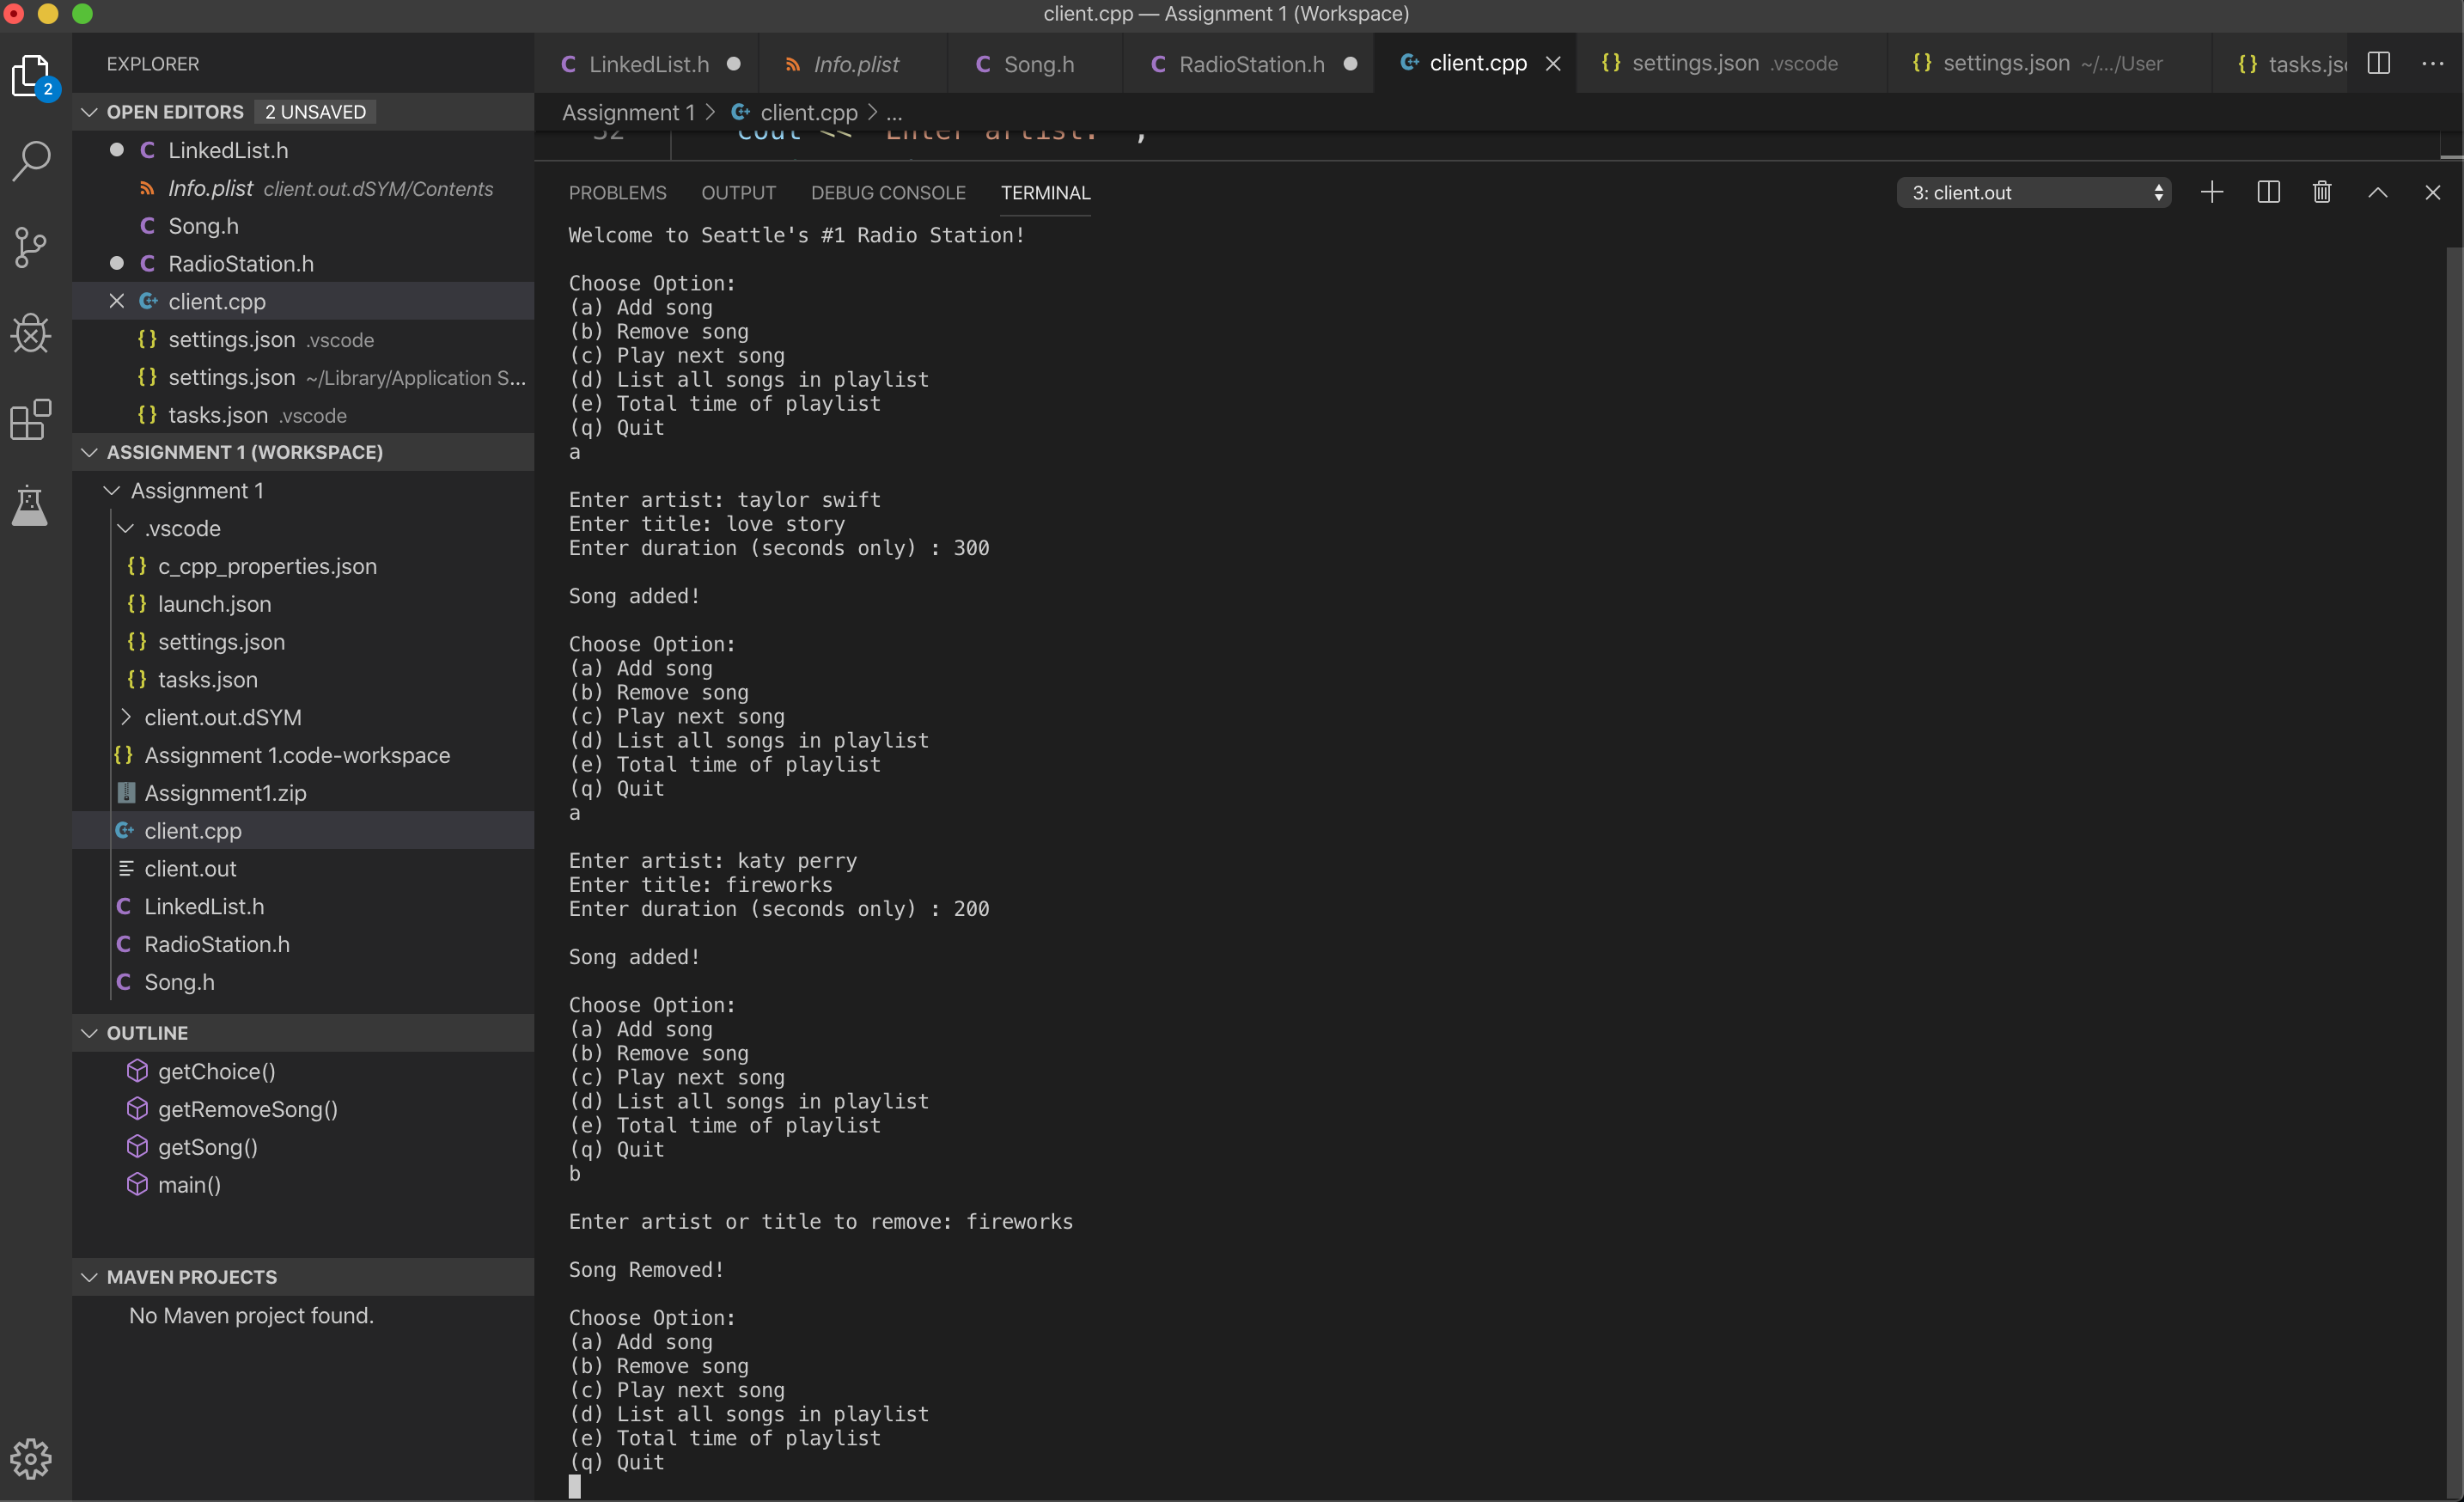 client.cpp — Assignment 1 (Workspace)
2
EXPLORER
OPEN EDITORS 2 UNSAVED
LinkedList.h
Info.plist client.out.dSYM/Contents
Song.h
RadioStation.h
client.cpp
settings.json .vscode
settings.json ~/Library/Application S...
tasks.json .vscode
ASSIGNMENT 1 (WORKSPACE)
Assignment 1
.vscode
c_cpp_properties.json
launch.json
settings.json
tasks.json
client.out.dSYM
Assignment 1.code-workspace
Assignment1.zip
client.cpp
client.out
LinkedList.h
RadioStation.h
Song.h
OUTLINE
getChoice()
getRemoveSong()
getSong()
main()
MAVEN PROJECTS
No Maven project found.
LinkedList.h Info.plist Song.h RadioStation.h client.cpp settings.json .vscode settings.json ~/.../User tasks.js
Assignment 1 > client.cpp > ...
32 cout << "Enter artist: ";
PROBLEMS OUTPUT DEBUG CONSOLE TERMINAL 3: client.out
Welcome to Seattle's #1 Radio Station!
Choose Option:
(a) Add song
(b) Remove song
(c) Play next song
(d) List all songs in playlist
(e) Total time of playlist
(q) Quit
a
Enter artist: taylor swift
Enter title: love story
Enter duration (seconds only) : 300
Song added!
Choose Option:
(a) Add song
(b) Remove song
(c) Play next song
(d) List all songs in playlist
(e) Total time of playlist
(q) Quit
a
Enter artist: katy perry
Enter title: fireworks
Enter duration (seconds only) : 200
Song added!
Choose Option:
(a) Add song
(b) Remove song
(c) Play next song
(d) List all songs in playlist
(e) Total time of playlist
(q) Quit
b
Enter artist or title to remove: fireworks
Song Removed!
Choose Option:
(a) Add song
(b) Remove song
(c) Play next song
(d) List all songs in playlist
(e) Total time of playlist
(q) Quit